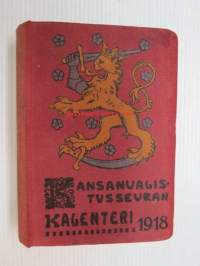 KANSANVALIS-
TUSSEURAN
KALENTERI 1918